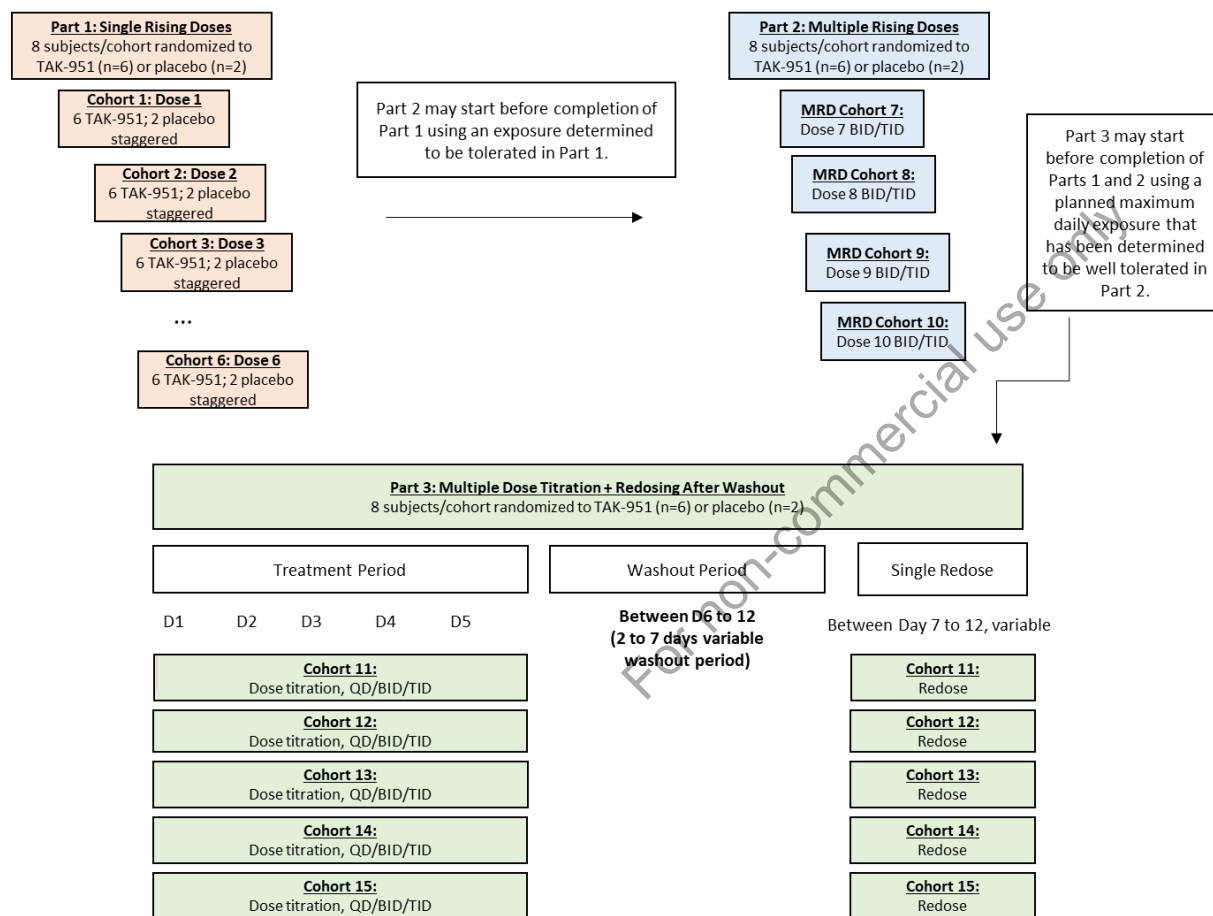 Part 1: Single Rising Doses
8 subjects/cohort randomized to
TAK-951 (n=6) or placebo (n=2)
Cohort 1: Dose 1
6 TAK-951; 2 placebo
staggered
Cohort 2: Dose 2
6 TAK-951; 2 placebo
staggered
Cohort 3: Dose 3
6 TAK-951; 2 placebo
staggered
...
Cohort 6: Dose 6
6 TAK-951; 2 placebo
staggered
Part 2 may start before completion of
Part 1 using an exposure determined
to be tolerated in Part 1.
Part 2: Multiple Rising Doses
8 subjects/cohort randomized to
TAK-951 (n=6) or placebo (n=2)
MRD Cohort 7:
Dose 7 BID/TID
MRD Cohort 8:
Dose 8 BID/TID
MRD Cohort 9:
Dose 9 BID/TID
MRD Cohort 10:
Dose 10 BID/TID
Part 3 may start
before completion of
Parts 1 and 2 using a
planned maximum
daily exposure that
has been determined
to be well tolerated in
Part 2.
Part 3: Multiple Dose Titration + Redosing After Washout
8 subjects/cohort randomized to TAK-951 (n=6) or placebo (n=2)
Treatment Period
Washout Period
Single Redose
D1 D2 D3 D4 D5
Between D6 to 12
(2 to 7 days variable
washout period)
Between Day 7 to 12, variable
Cohort 11:
Dose titration, QD/BID/TID
Cohort 11:
Redose
Cohort 12:
Dose titration, QD/BID/TID
Cohort 12:
Redose
Cohort 13:
Dose titration, QD/BID/TID
Cohort 13:
Redose
Cohort 14:
Dose titration, QD/BID/TID
Cohort 14:
Redose
Cohort 15:
Dose titration, QD/BID/TID
Cohort 15:
Redose
For non-commercial use only